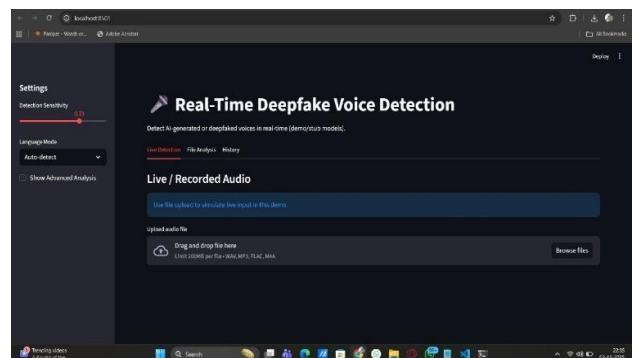 localhost:8501
Adobe Acrobat
All Bookmarks
Deploy
Settings
Detection Sensitivity
Language Mode
Auto-detect
Show Advanced Analysis
Real-Time Deepfake Voice Detection
Detect AI-generated or deepfaked voices in real-time (demo/stub models).
Live Detection File Analysis History
Live / Recorded Audio
Use file upload to simulate live input in this demo.
Upload audio file
Drag and drop file here
Limit 200MB per file • WAV, MP3, FLAC, M4A
Browse files
Trending videos
Search